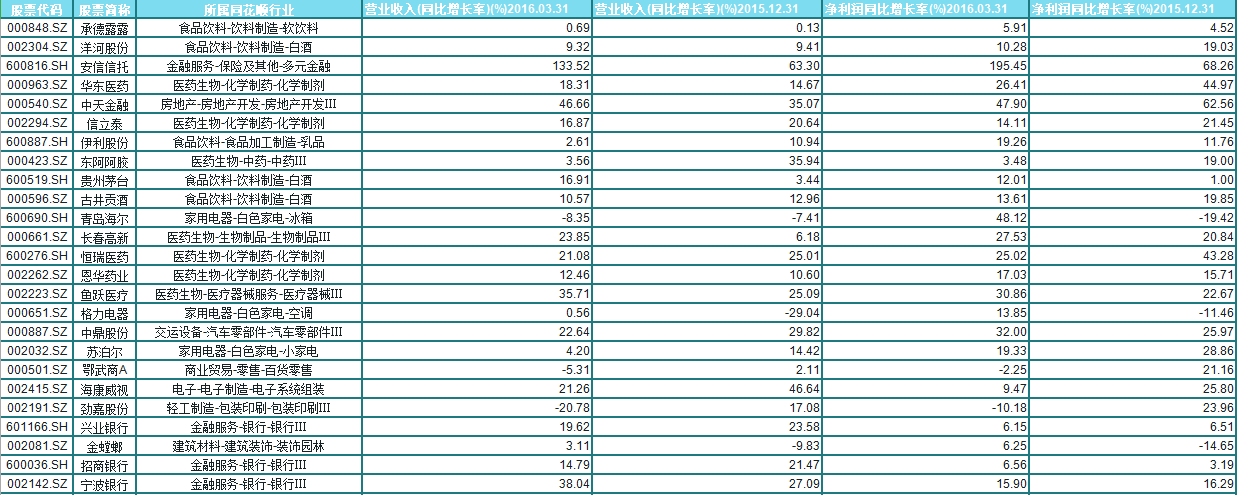 股票代码 股票简称 所属同花顺行业 营业收入(同比增长率)(%)2016.03.31 营业收入(同比增长率)(%)2015.12.31 净利润同比增长率(%)2016.03.31 净利润同比增长率(%)2015.12.31
000848.SZ 承德露露 食品饮料-饮料制造-软饮料 0.69 0.13 5.91 4.52
002304.SZ 洋河股份 食品饮料-饮料制造-白酒 9.32 9.41 10.28 19.03
600816.SH 安信信托 金融服务-保险及其他-多元金融 133.52 63.30 195.45 68.26
000963.SZ 华东医药 医药生物-化学制药-化学制剂 18.31 14.67 26.41 44.97
000540.SZ 中天金融 房地产-房地产开发-房地产开发III 46.66 35.07 47.90 62.56
002294.SZ 信立泰 医药生物-化学制药-化学制剂 16.87 20.64 14.11 21.45
600887.SH 伊利股份 食品饮料-食品加工制造-乳品 2.61 10.94 19.26 11.76
000423.SZ 东阿阿胶 医药生物-中药-中药III 3.56 35.94 3.48 19.00
600519.SH 贵州茅台 食品饮料-饮料制造-白酒 16.91 3.44 12.01 1.00
000596.SZ 古井贡酒 食品饮料-饮料制造-白酒 10.57 12.96 13.61 19.85
600690.SH 青岛海尔 家用电器-白色家电-冰箱 -8.35 -7.41 48.12 -19.42
000661.SZ 长春高新 医药生物-生物制品-生物制品III 23.85 6.18 27.53 20.84
600276.SH 恒瑞医药 医药生物-化学制药-化学制剂 21.08 25.01 25.02 43.28
002262.SZ 恩华药业 医药生物-化学制药-化学制剂 12.46 10.60 17.03 15.71
002223.SZ 鱼跃医疗 医药生物-医疗器械服务-医疗器械III 35.71 25.09 30.86 22.67
000651.SZ 格力电器 家用电器-白色家电-空调 0.56 -29.04 13.85 -11.46
000887.SZ 中鼎股份 交运设备-汽车零部件-汽车零部件III 22.64 29.82 32.00 25.97
002032.SZ 苏泊尔 家用电器-白色家电-小家电 4.20 14.42 19.33 28.86
000501.SZ 鄂武商A 商业贸易-零售-百货零售 -5.31 2.11 -2.25 21.16
002415.SZ 海康威视 电子-电子制造-电子系统组装 21.26 46.64 9.47 25.80
002191.SZ 劲嘉股份 轻工制造-包装印刷-包装印刷III -20.78 17.08 -10.18 23.96
601166.SH 兴业银行 金融服务-银行-银行III 19.62 23.58 6.15 6.51
002081.SZ 金螳螂 建筑材料-建筑装饰-装饰园林 3.11 -9.83 6.25 -14.65
600036.SH 招商银行 金融服务-银行-银行III 14.79 21.47 6.56 3.19
002142.SZ 宁波银行 金融服务-银行-银行III 38.04 27.09 15.90 16.29